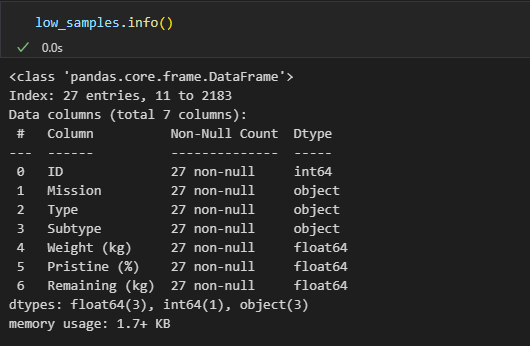 low_samples.info()
✓ 0.0s
<class 'pandas.core.frame.DataFrame'>
Index: 27 entries, 11 to 2183
Data columns (total 7 columns):
 #   Column          Non-Null Count  Dtype
---  ------          --------------  -----
 0   ID              27 non-null     int64
 1   Mission         27 non-null     object
 2   Type            27 non-null     object
 3   Subtype         27 non-null     object
 4   Weight (kg)     27 non-null     float64
 5   Pristine (%)    27 non-null     float64
 6   Remaining (kg)  27 non-null     float64
dtypes: float64(3), int64(1), object(3)
memory usage: 1.7+ KB